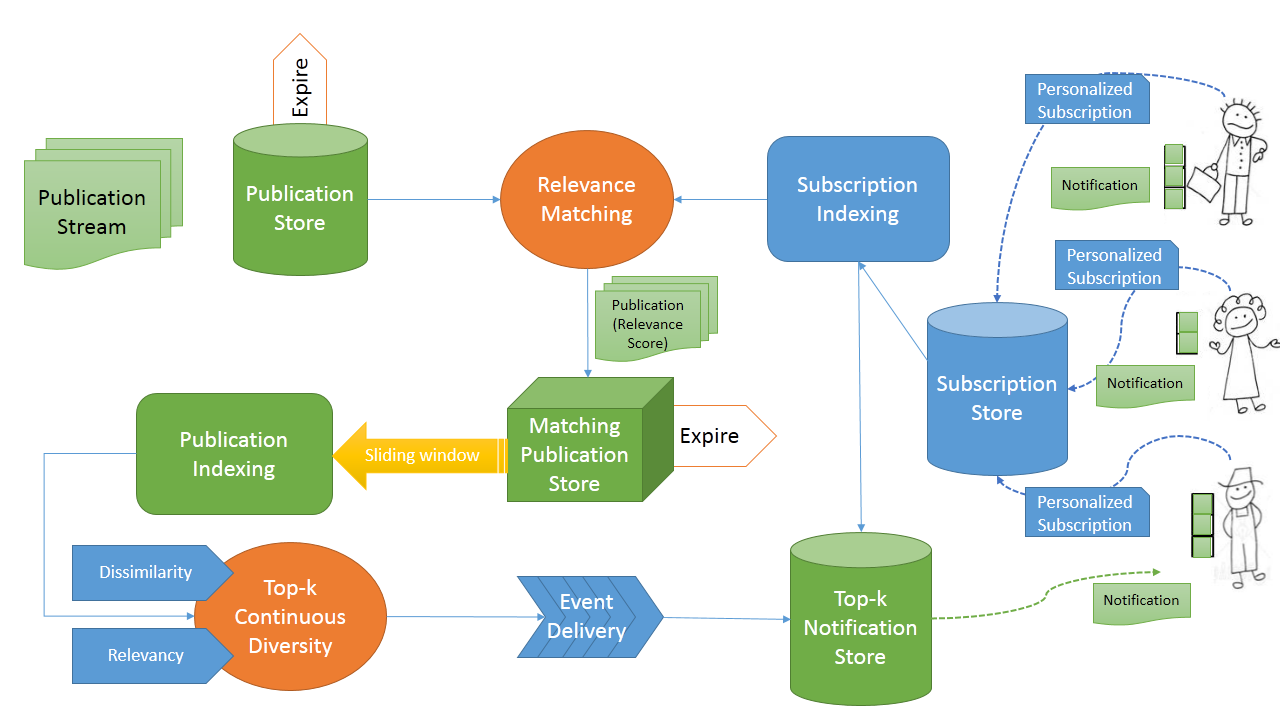 Expire
Publication
Stream
Publication
Store
Relevance
Matching
Subscription
Indexing
Personalized
Subscription
Notification
Personalized
Subscription
Notification
Publication
(Relevance
Score)
Subscription
Store
Matching
Publication
Store
Expire
Sliding window
Publication
Indexing
Personalized
Subscription
Notification
Dissimilarity
Relevancy
Top-k
Continuous
Diversity
Event
Delivery
Top-k
Notification
Store